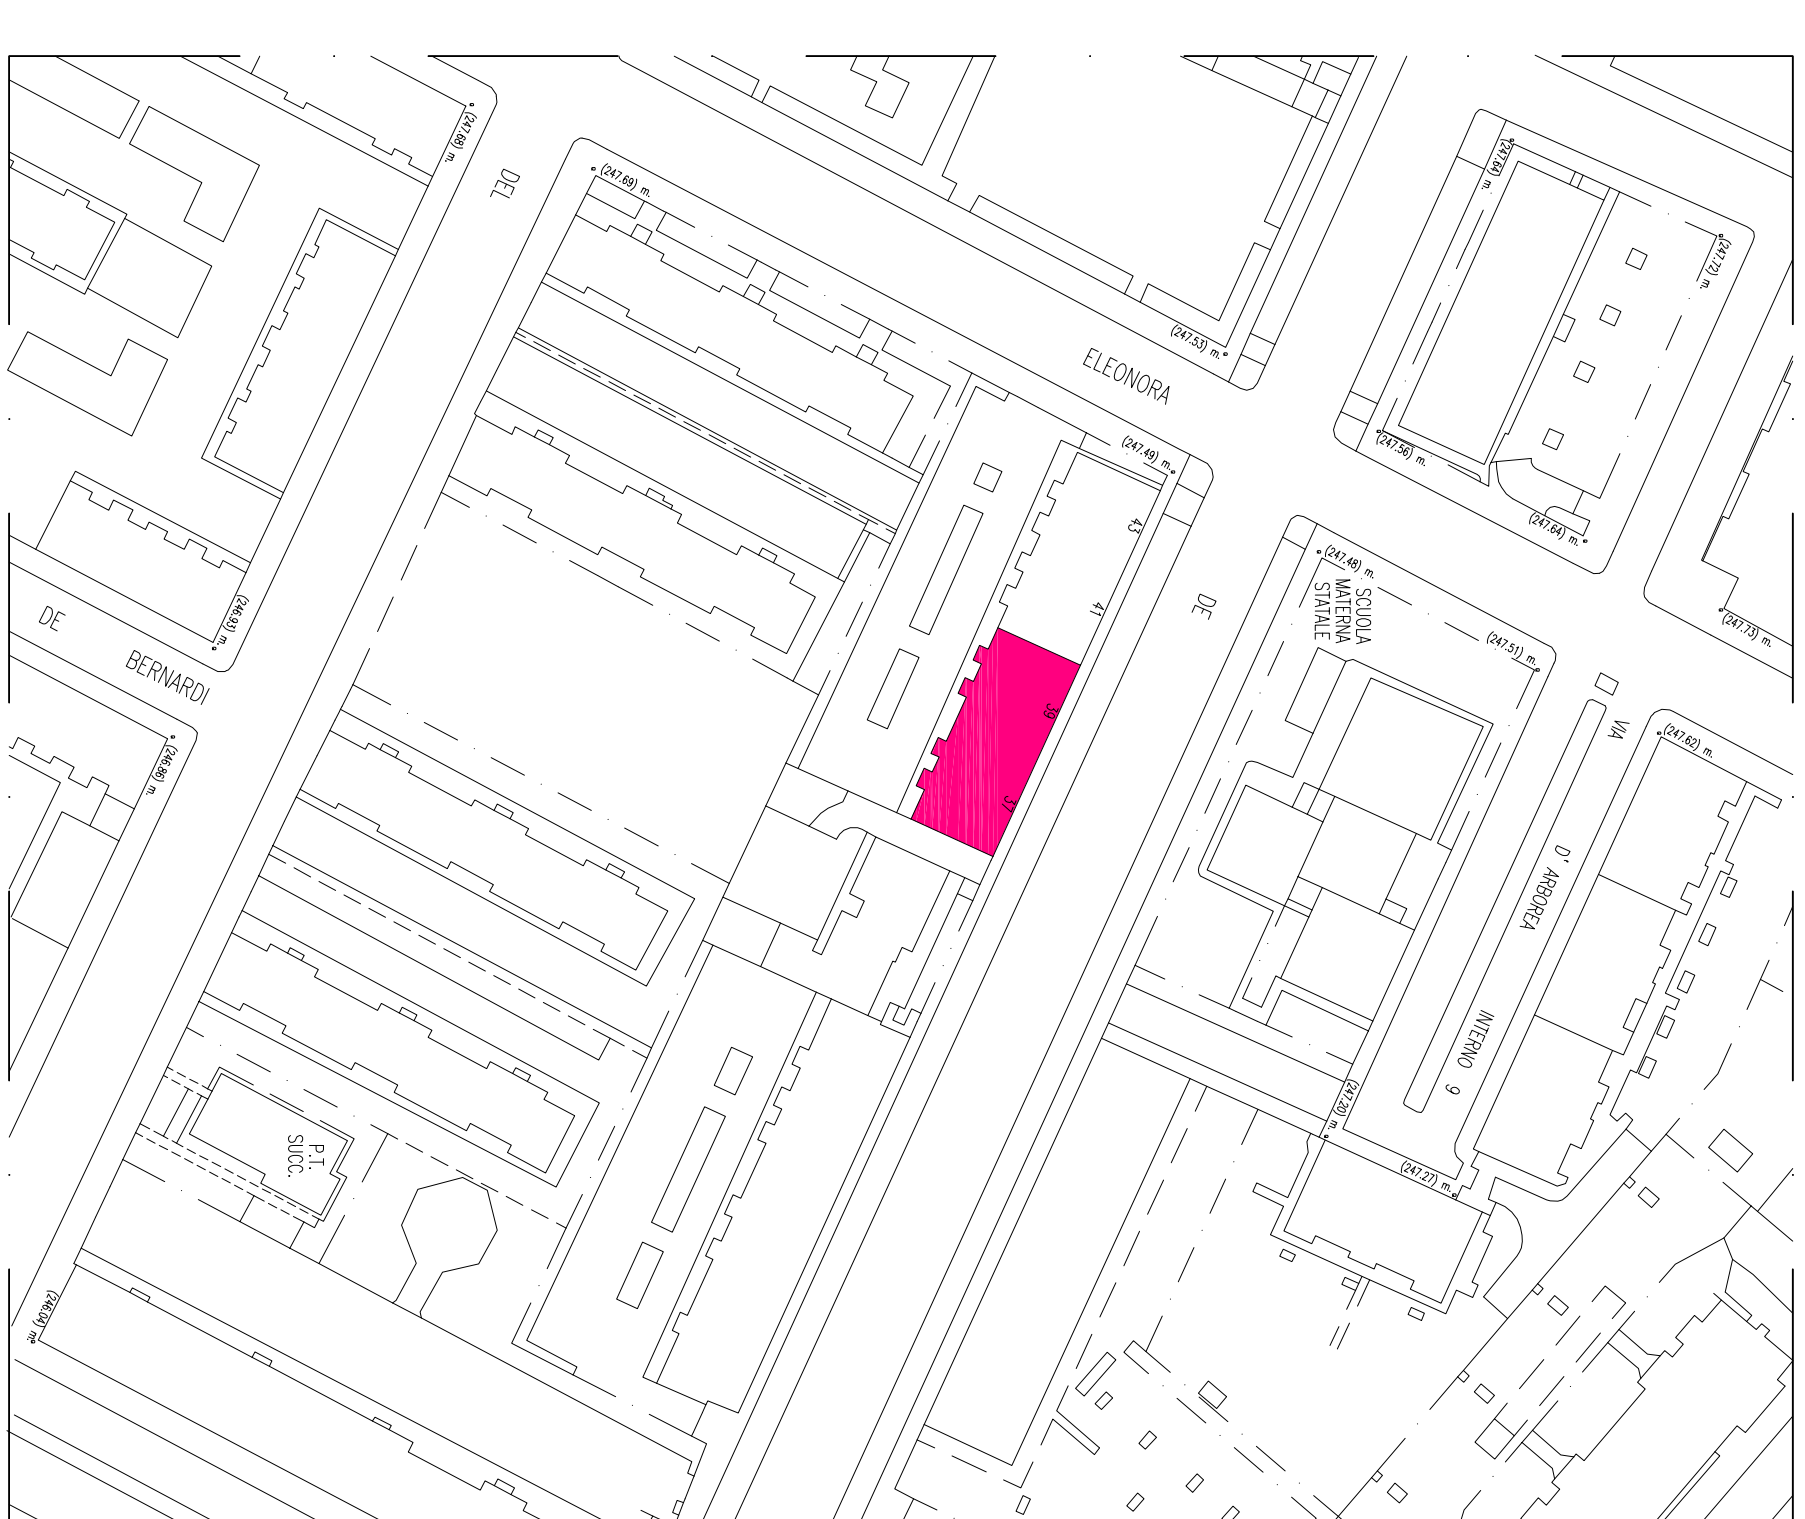 (247.68) m.
(247.64) m.
DEL
(247.69) m.
(247.72) m.
(247.53) m.
ELEONORA
(247.49) m.
(247.56) m.
43
(247.64) m.
(247.48) m.
SCUOLA
MATERNA
STATALE
DE
41
(246.93) m.
DE
(247.51) m.
(247.73) m.
BERNARDI
39
VIA
(247.62) m.
(246.86) m.
37
D' ARBOREA
INTERNO 9
(247.20) m.
P.T.
SUCC.
(247.27) m.
(246.04) m.